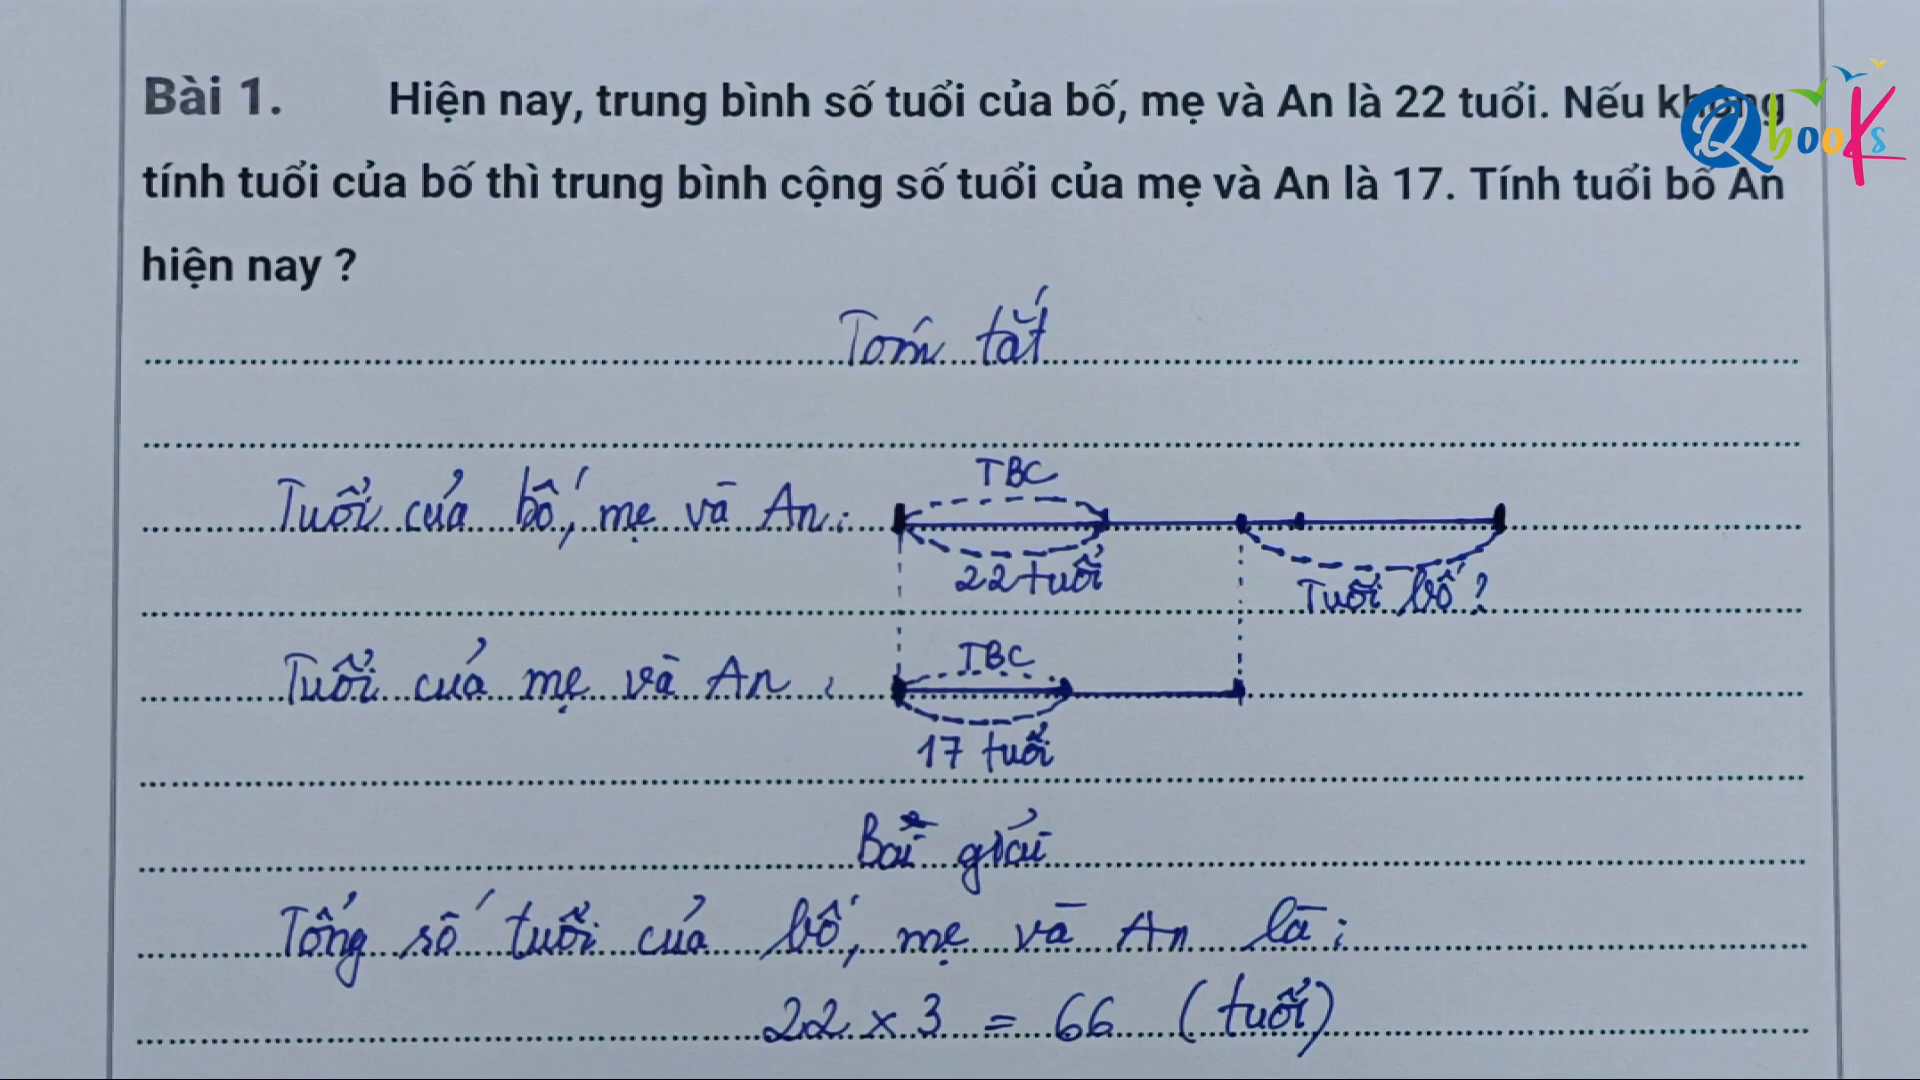 Bài 1. Hiện nay, trung bình số tuổi của bố, mẹ và An là 22 tuổi. Nếu không
tính tuổi của bố thì trung bình cộng số tuổi của mẹ và An là 17. Tính tuổi bố An
hiện nay ?
Qbooks
Tóm tắt
TBC
Tuổi của bố, mẹ và An:
22 tuổi
Tuổi bố ?
TBC
Tuổi của mẹ và An :
17 tuổi
Bài giải
Tổng số tuổi của bố, mẹ và An là:
22 x 3 = 66 (tuổi)